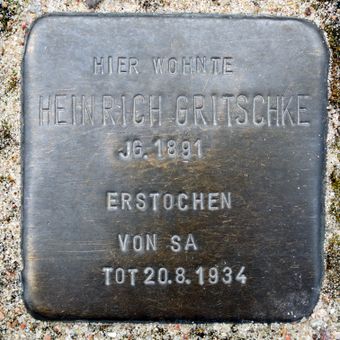 HIER WOHNTE
HEINRICH GRITSCHKE
JG. 1891
ERSTOCHEN
VON SA
TOT 20.8.1934